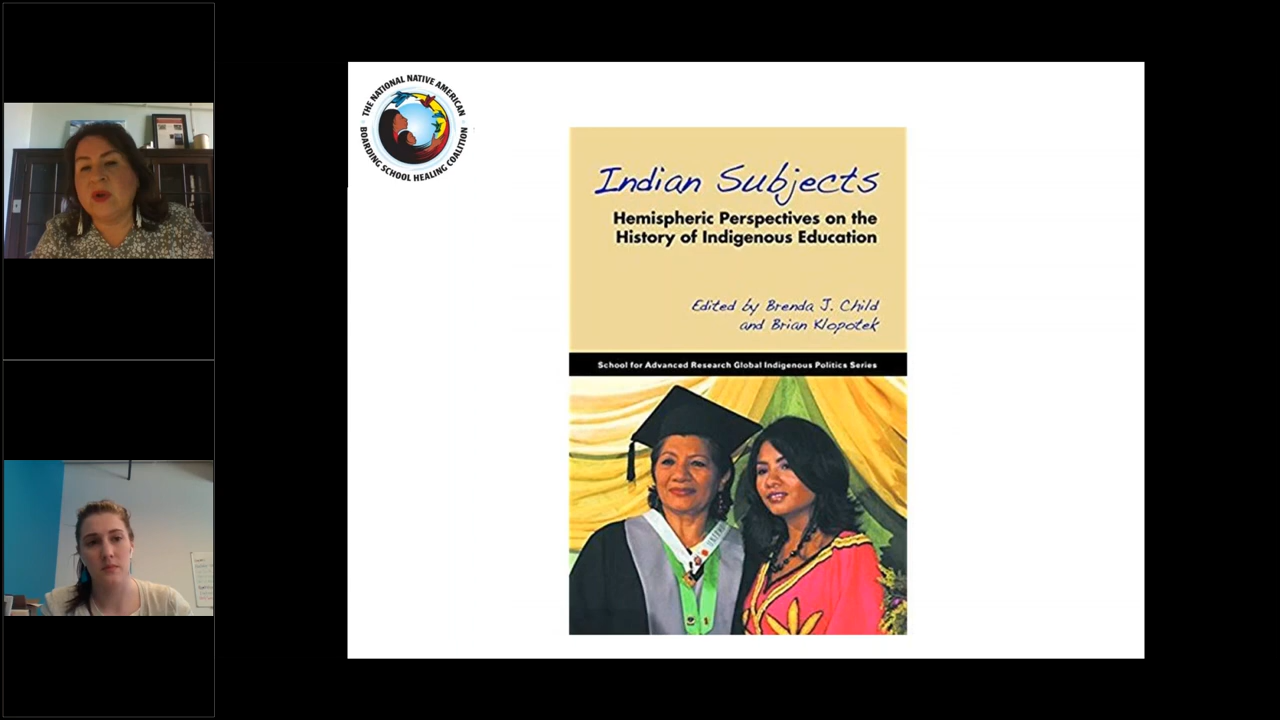 THE NATIONAL NATIVE AMERICAN
BOARDING SCHOOL HEALING COALITION
Indian Subjects
Hemispheric Perspectives on the
History of Indigenous Education
Edited by Brenda J. Child
and Brian Klopotek
School for Advanced Research Global Indigenous Politics Series